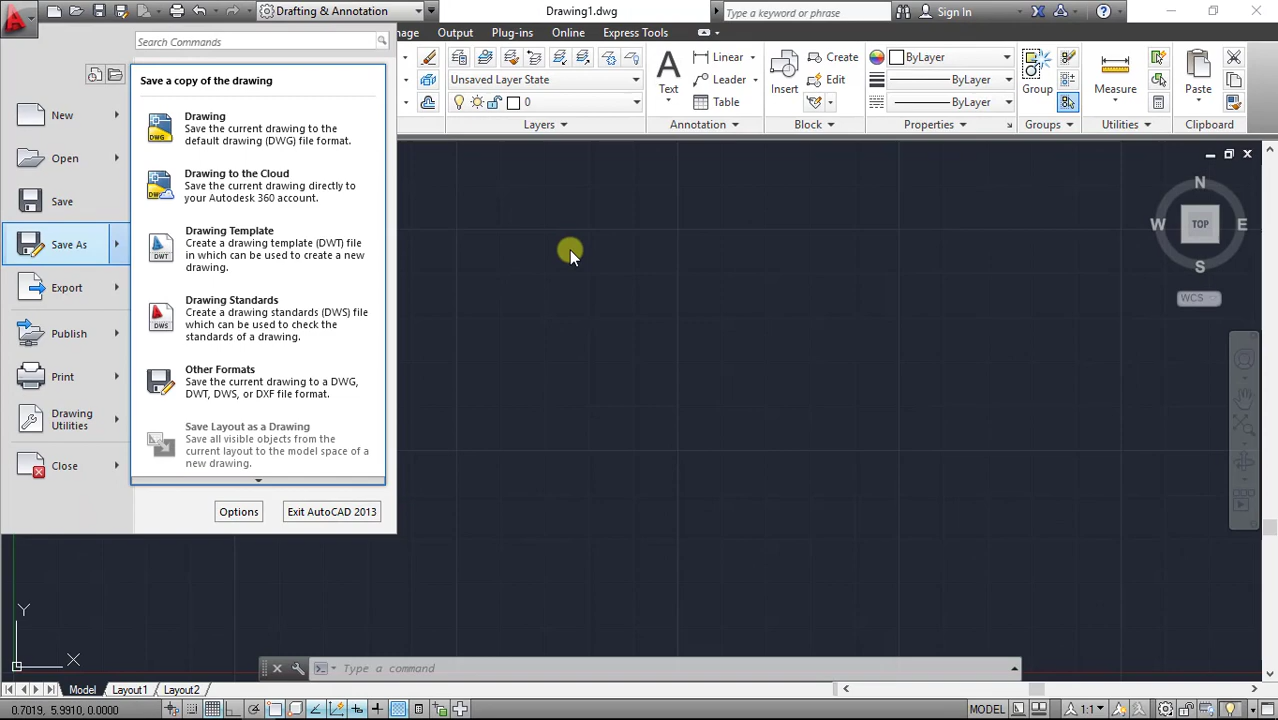 Drafting & Annotation
Drawing1.dwg
Type a keyword or phrase
Sign In
Search Commands
Output
Plug-ins
Online
Express Tools
Save a copy of the drawing
New
Open
Save
Save As
Export
Publish
Print
Drawing
Utilities
Close
Drawing
Save the current drawing to the
default drawing (DWG) file format.
Drawing to the Cloud
Save the current drawing directly to
your Autodesk 360 account.
Drawing Template
Create a drawing template (DWT) file
in which can be used to create a new
drawing.
Drawing Standards
Create a drawing standards (DWS) file
which can be used to check the
standards of a drawing.
Other Formats
Save the current drawing to a DWG,
DWT, DWS, or DXF file format.
Save Layout as a Drawing
Save all visible objects from the
current layout to the model space of a
new drawing.
DWG
DWT
DWS
Options
Exit AutoCAD 2013
Unsaved Layer State
0
Layers
Text
Linear
Leader
Table
Annotation
Insert
Create
Edit
Block
ByLayer
ByLayer
ByLayer
Properties
Group
Groups
Measure
Utilities
Paste
Clipboard
N
W
TOP
E
S
WCS
Y
X
Type a command
Model
Layout1
Layout2
0.7019, 5.9910, 0.0000
MODEL
1:1